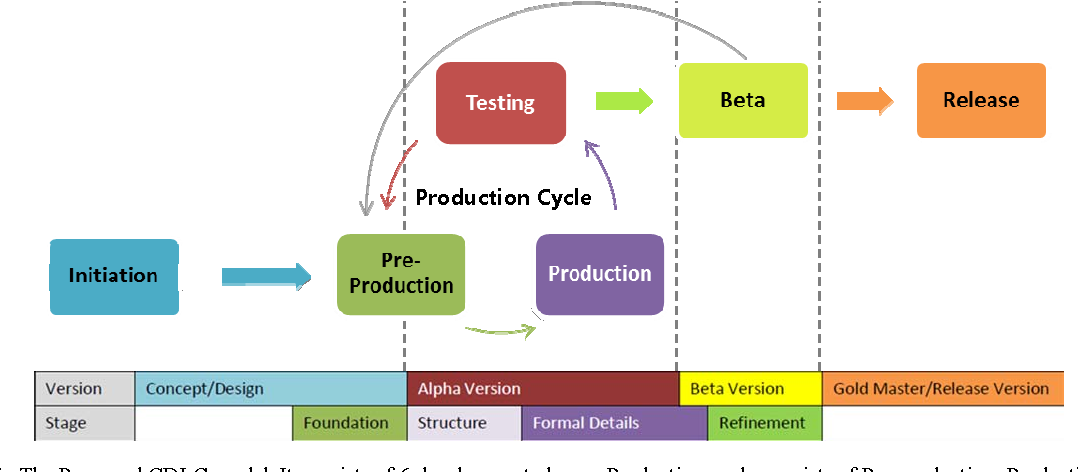 Testing
Beta
Release
Production Cycle
Initiation
Pre-
Production
Production
Version
Concept/Design
Alpha Version
Beta Version
Gold Master/Release Version
Stage
Foundation
Structure
Formal Details
Refinement